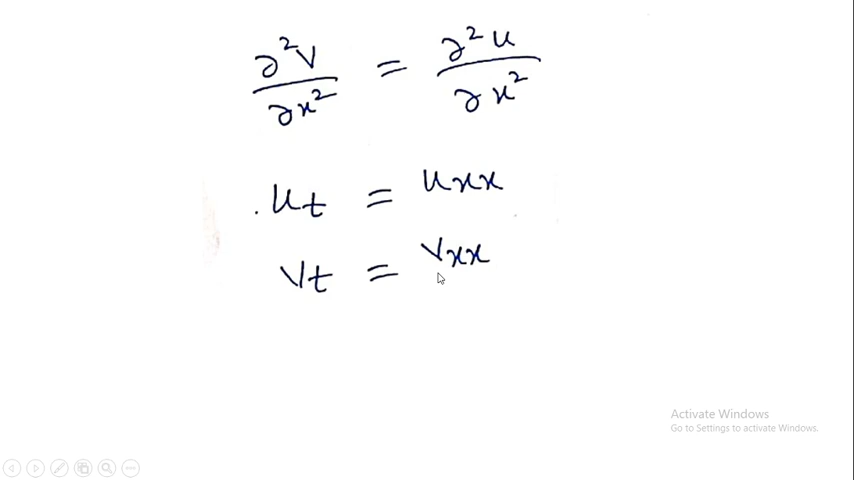 ∂²v/∂x² = ∂²u/∂x²
.ut = uxx
vt = vxx
Activate Windows
Go to Settings to activate Windows.